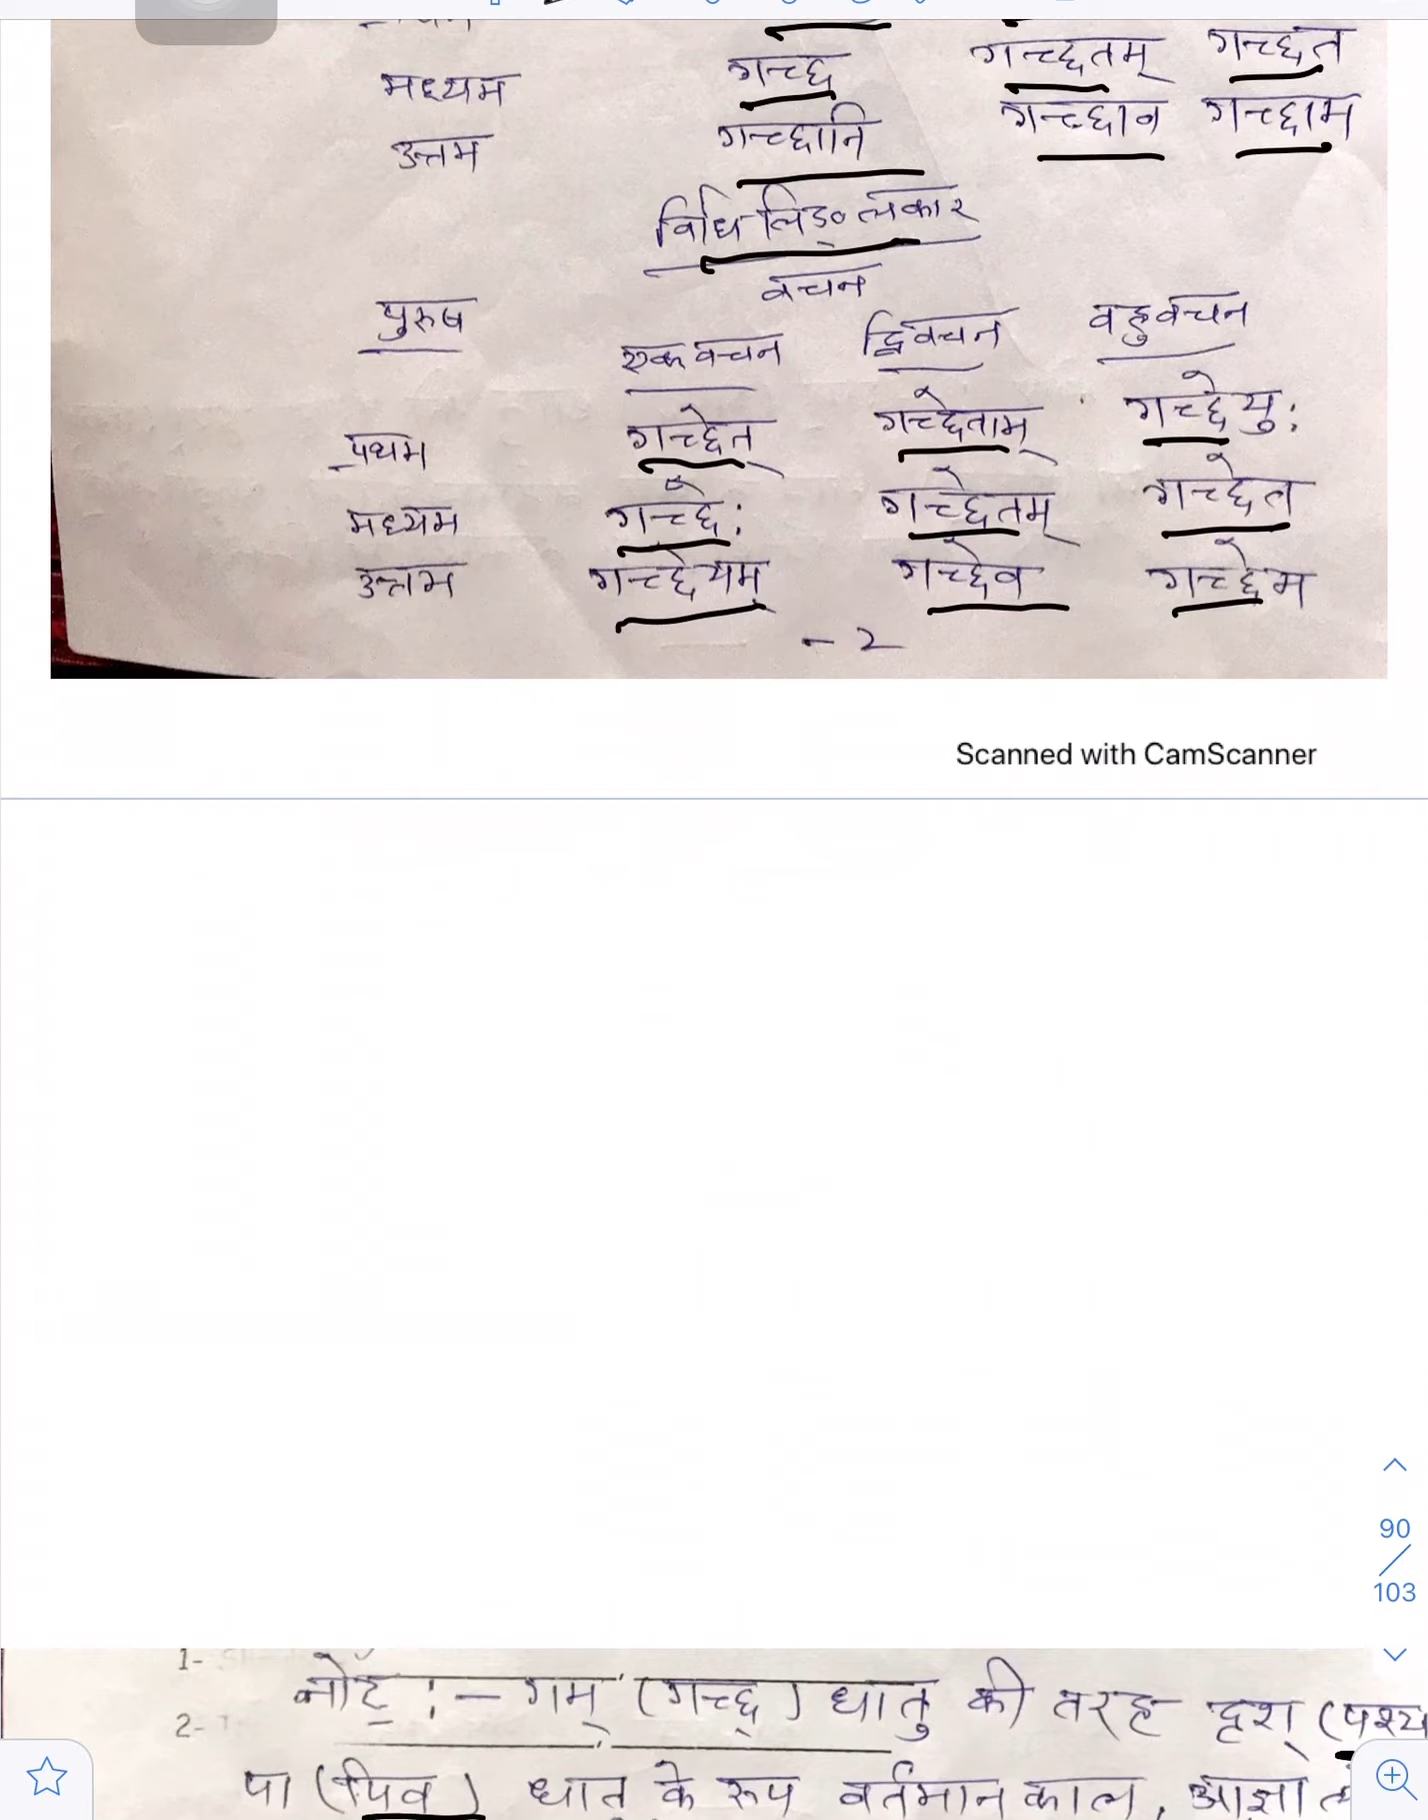 मध्यम गच्छ गच्छतम् गच्छत
उत्तम गच्छानि गच्छाव गच्छाम
विधि लिङ्ग लकार
वचन
पुरुष एकवचन द्विवचन बहुवचन
प्रथम गच्छेत् गच्छेताम् गच्छेयु:
मध्यम गच्छे: गच्छेतम् गच्छेत
उत्तम गच्छेयम् गच्छेव गच्छेम
- 2
Scanned with CamScanner
90
103
1-
नोट :- गम् (गच्छ्) धातु की तरह दृश् (पश्य
2-
पा (पिव) धातु के रूप वर्तमान काल, आज्ञा